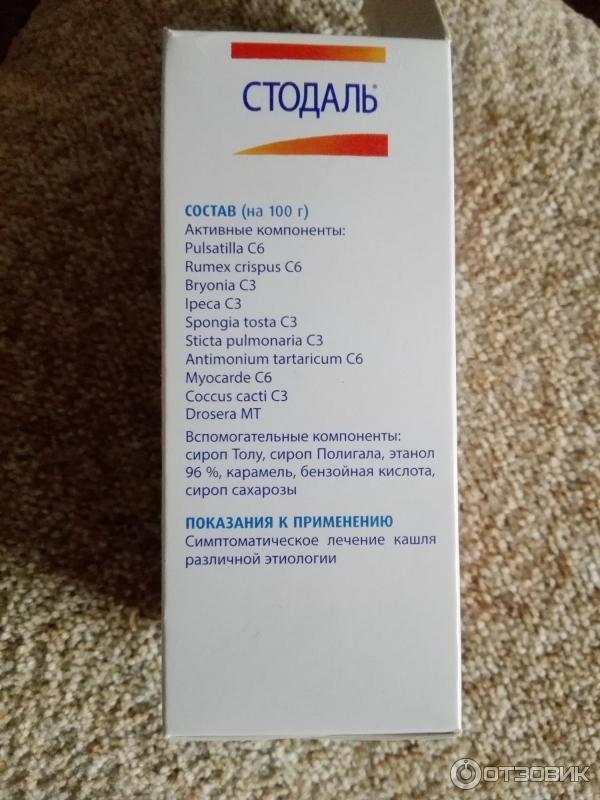 СТОДАЛЬ®
СОСТАВ (на 100 г)
Активные компоненты:
Pulsatilla C6
Rumex crispus C6
Bryonia C3
Ipeca C3
Spongia tosta C3
Sticta pulmonaria C3
Antimonium tartaricum C6
Myocarde C6
Coccus cacti C3
Drosera MT
Вспомогательные компоненты:
сироп Толу, сироп Полигала, этанол
96 %, карамель, бензойная кислота,
сироп сахарозы
ПОКАЗАНИЯ К ПРИМЕНЕНИЮ
Симптоматическое лечение кашля
различной этиологии
ОТЗОВИК